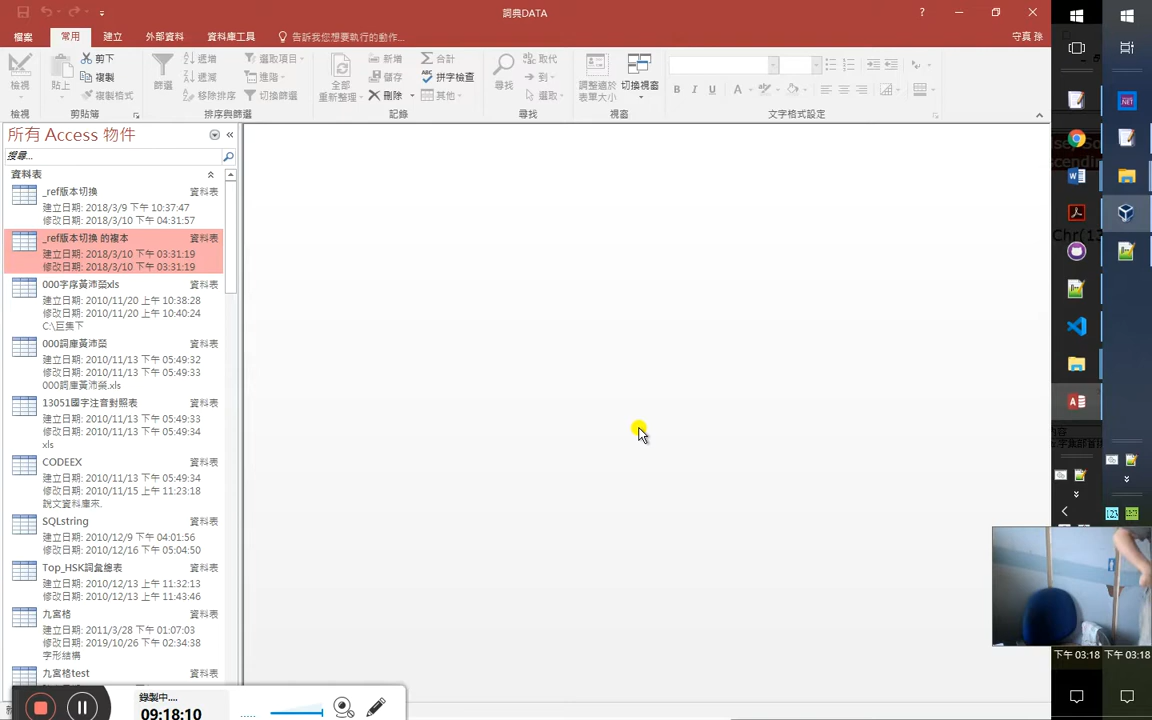 詞典DATA
?
檔案 常用 建立 外部資料 資料庫工具 告訴我您想要執行的動作... 守真 孫
檢視
貼上
剪下
複製
複製格式
篩選
遞增
遞減
移除排序
選取項目
進階
切換篩選
全部
重新整理
新增
儲存
刪除
合計
拼字檢查
其他
尋找
取代
到
選取
調整適於
表單大小
切換視窗
B I U A
檢視 剪貼簿 排序與篩選 記錄 尋找 視窗 文字格式設定
所有 Access 物件
搜尋...
資料表
_ref版本切換 資料表
建立日期: 2018/3/9 下午 10:37:47
修改日期: 2018/3/10 下午 04:31:57
_ref版本切換 的複本 資料表
建立日期: 2018/3/10 下午 03:31:19
修改日期: 2018/3/10 下午 03:31:19
000字序黃沛榮xls 資料表
建立日期: 2010/11/20 上午 10:38:28
修改日期: 2010/11/20 上午 10:40:24
C:\巨集下
000詞庫黃沛榮 資料表
建立日期: 2010/11/13 下午 05:49:32
修改日期: 2010/11/13 下午 05:49:33
000詞庫黃沛榮.xls
13051國字注音對照表 資料表
建立日期: 2010/11/13 下午 05:49:33
修改日期: 2010/11/13 下午 05:49:34
xls
CODEEX 資料表
建立日期: 2010/11/13 下午 05:49:34
修改日期: 2010/11/15 上午 11:23:18
說文資料庫來.
SQLstring 資料表
建立日期: 2010/12/9 下午 04:01:56
修改日期: 2010/12/16 下午 05:04:50
Top_HSK詞彙總表 資料表
建立日期: 2010/12/13 上午 11:32:13
修改日期: 2010/12/13 上午 11:43:46
九宮格 資料表
建立日期: 2011/3/28 下午 01:07:03
修改日期: 2019/10/26 下午 02:34:38
字形結構
九宮格test 資料表
錄製中....
09:18:10
.NET
Chr(13
123
下午 03:18 下午 03:18